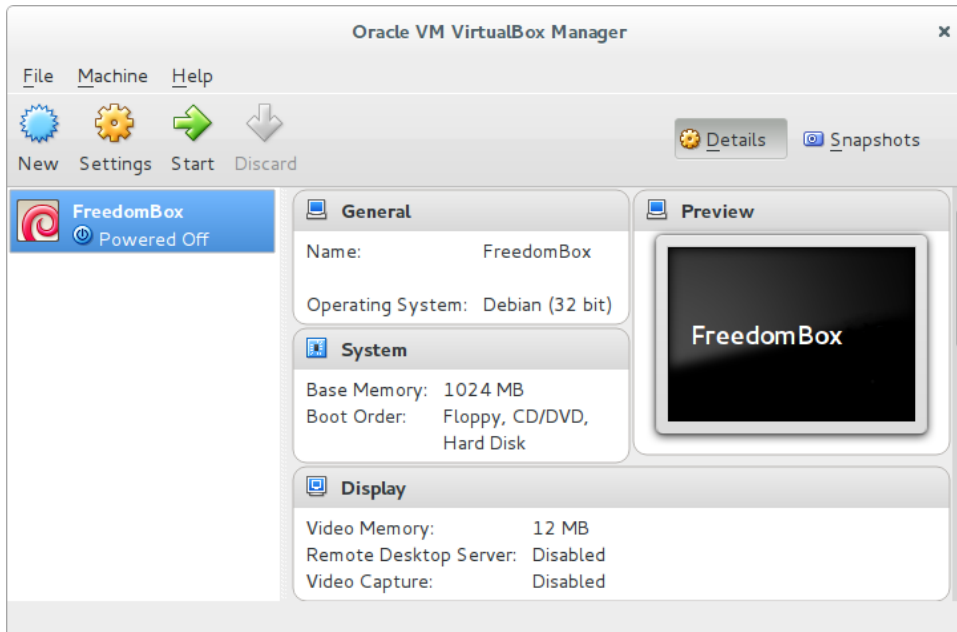 Oracle VM VirtualBox Manager
File Machine Help
New Settings Start Discard
Details Snapshots
FreedomBox
Powered Off
General
Name: FreedomBox
Operating System: Debian (32 bit)
System
Base Memory: 1024 MB
Boot Order: Floppy, CD/DVD,
Hard Disk
Preview
FreedomBox
Display
Video Memory: 12 MB
Remote Desktop Server: Disabled
Video Capture: Disabled